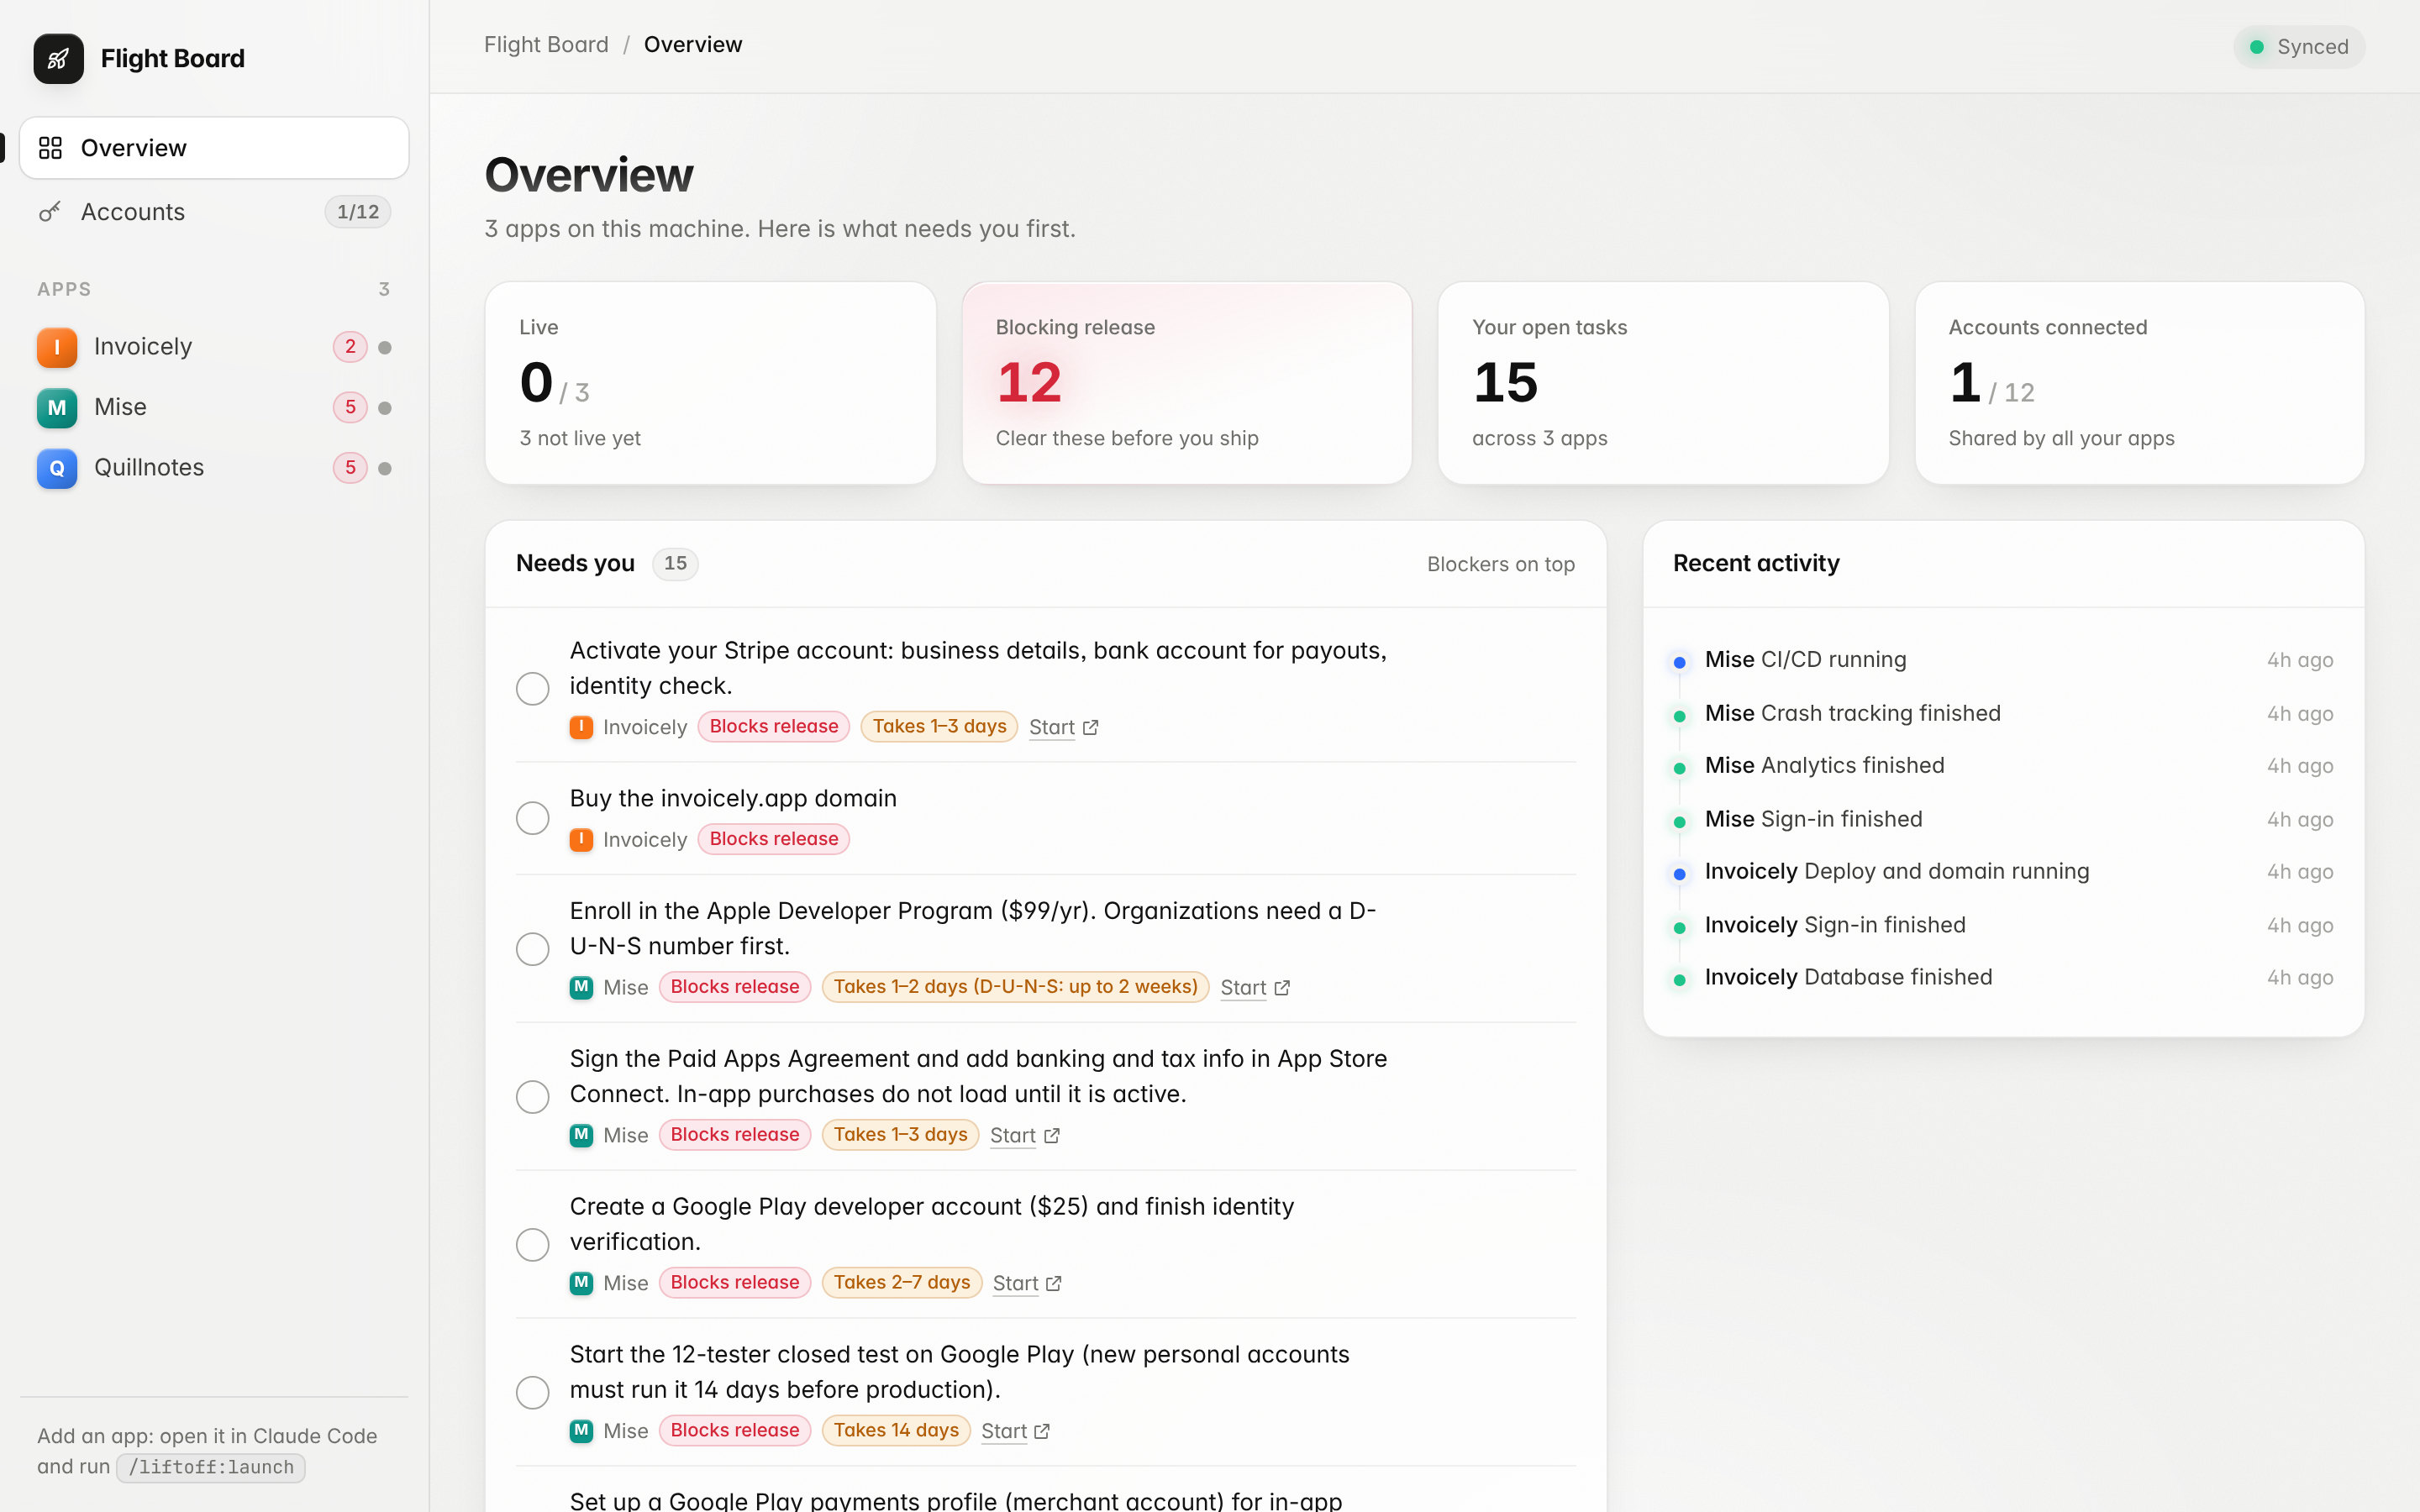 Flight Board
Overview
Accounts 1/12
APPS 3
I Invoicely 2
M Mise 5
Q Quillnotes 5
Add an app: open it in Claude Code
and run /liftoff:launch
Flight Board / Overview
Synced
Overview
3 apps on this machine. Here is what needs you first.
Live
0 / 3
3 not live yet
Blocking release
12
Clear these before you ship
Your open tasks
15
across 3 apps
Accounts connected
1 / 12
Shared by all your apps
Needs you 15 Blockers on top
Activate your Stripe account: business details, bank account for payouts,
identity check.
I Invoicely Blocks release Takes 1–3 days Start
Buy the invoicely.app domain
I Invoicely Blocks release
Enroll in the Apple Developer Program ($99/yr). Organizations need a D-
U-N-S number first.
M Mise Blocks release Takes 1–2 days (D-U-N-S: up to 2 weeks) Start
Sign the Paid Apps Agreement and add banking and tax info in App Store
Connect. In-app purchases do not load until it is active.
M Mise Blocks release Takes 1–3 days Start
Create a Google Play developer account ($25) and finish identity
verification.
M Mise Blocks release Takes 2–7 days Start
Start the 12-tester closed test on Google Play (new personal accounts
must run it 14 days before production).
M Mise Blocks release Takes 14 days Start
Set up a Google Play payments profile (merchant account) for in-app
Recent activity
Mise CI/CD running 4h ago
Mise Crash tracking finished 4h ago
Mise Analytics finished 4h ago
Mise Sign-in finished 4h ago
Invoicely Deploy and domain running 4h ago
Invoicely Sign-in finished 4h ago
Invoicely Database finished 4h ago